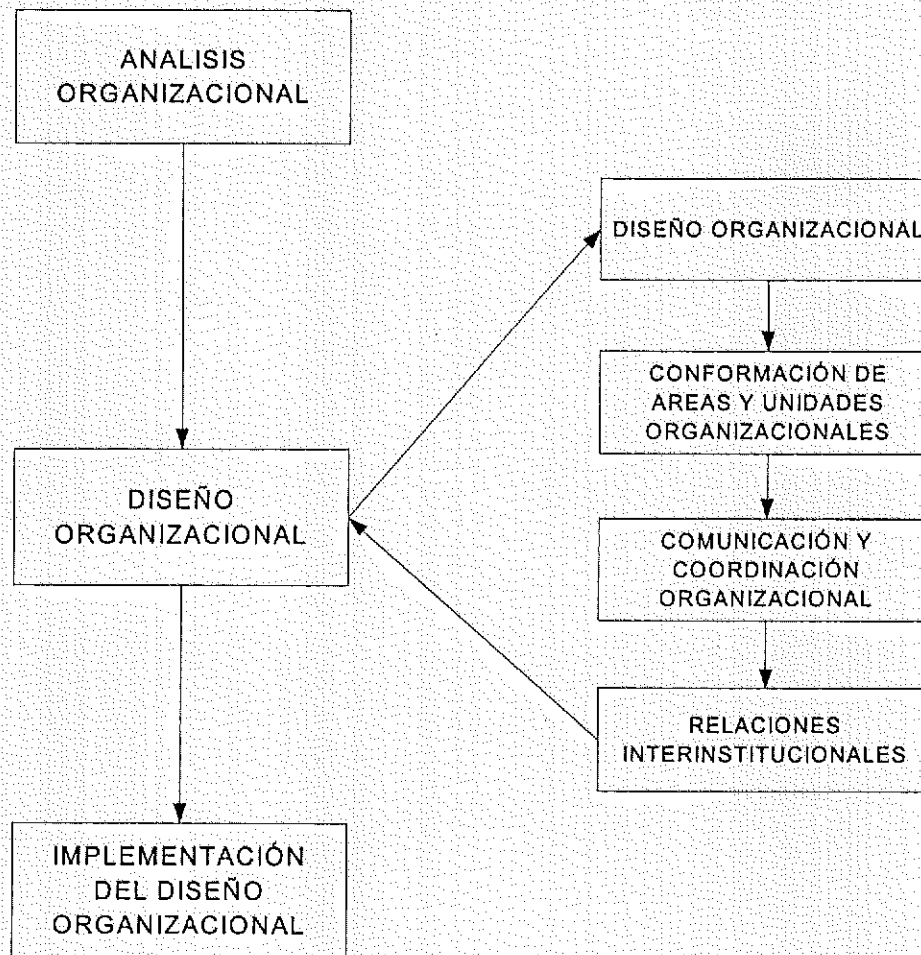 ANALISIS
ORGANIZACIONAL
DISEÑO
ORGANIZACIONAL
IMPLEMENTACIÓN
DEL DISEÑO
ORGANIZACIONAL
DISEÑO ORGANIZACIONAL
CONFORMACIÓN DE
AREAS Y UNIDADES
ORGANIZACIONALES
COMUNICACIÓN Y
COORDINACIÓN
ORGANIZACIONAL
RELACIONES
INTERINSTITUCIONALES